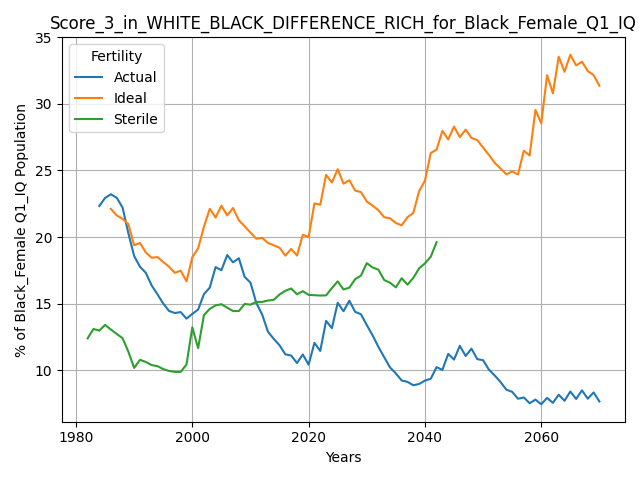 Score_3_in_WHITE_BLACK_DIFFERENCE_RICH_for_Black_Female_Q1_IQ
35
Fertility
Actual
Ideal
Sterile
30
25
20
15
10
% of Black_Female Q1_IQ Population
1980
2000
2020
2040
2060
Years